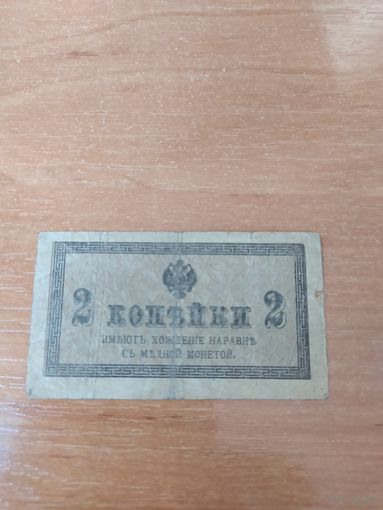 2 КОПѢЙКИ 2
ИМѢЮТЪ ХОЖДЕНІЕ НАРАВНѢ
СЪ МѢДНОЙ МОНЕТОЙ.